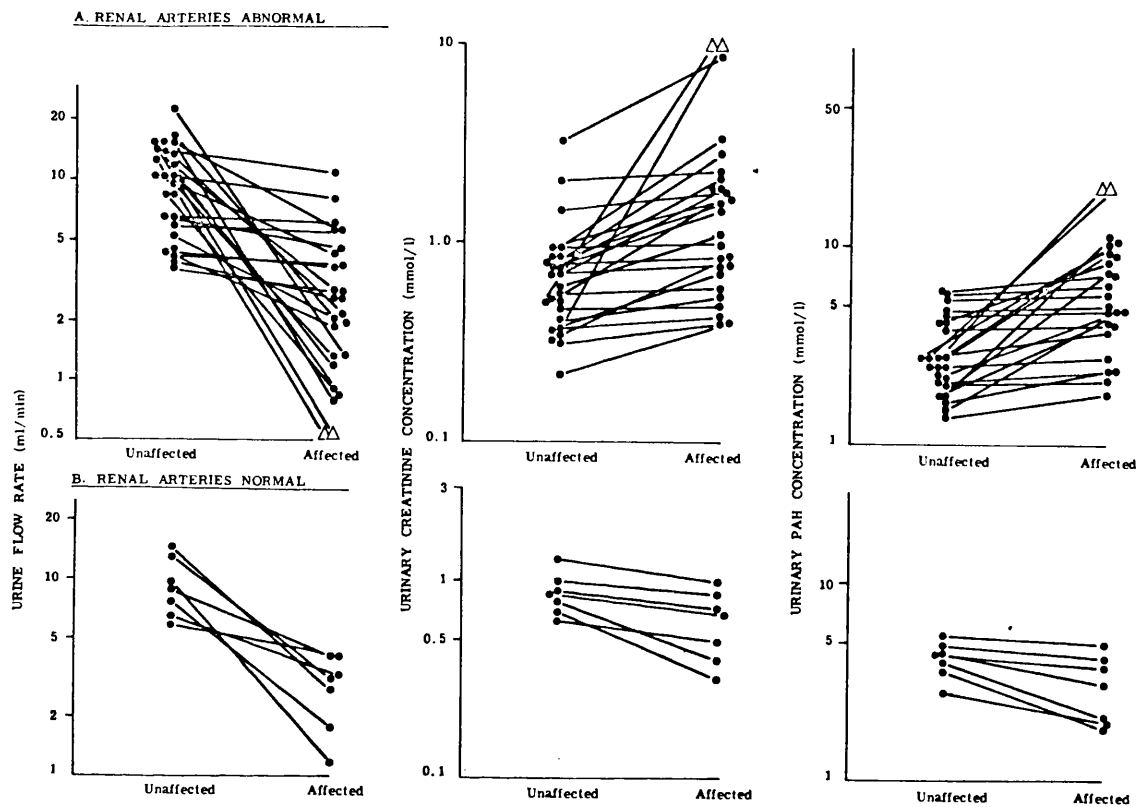 A. RENAL ARTERIES ABNORMAL
URINE FLOW RATE (ml/min)
20
10
5
2
1
0.5
Unaffected
Affected
URINARY CREATININE CONCENTRATION (mmol/l)
10
1.0
0.1
Unaffected
Affected
URINARY PAH CONCENTRATION (mmol/l)
50
10
5
1
Unaffected
Affected
B. RENAL ARTERIES NORMAL
20
10
5
2
1
Unaffected
Affected
3
1
0.5
0.1
Unaffected
Affected
10
5
1
Unaffected
Affected